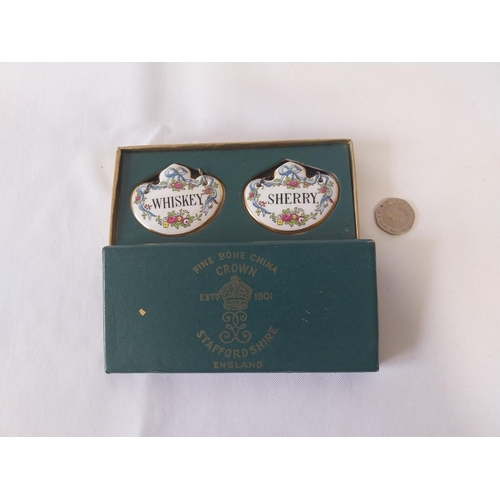 WHISKEY
SHERRY
FINE BONE CHINA
CROWN
ESTD 1901
STAFFORDSHIRE
ENGLAND